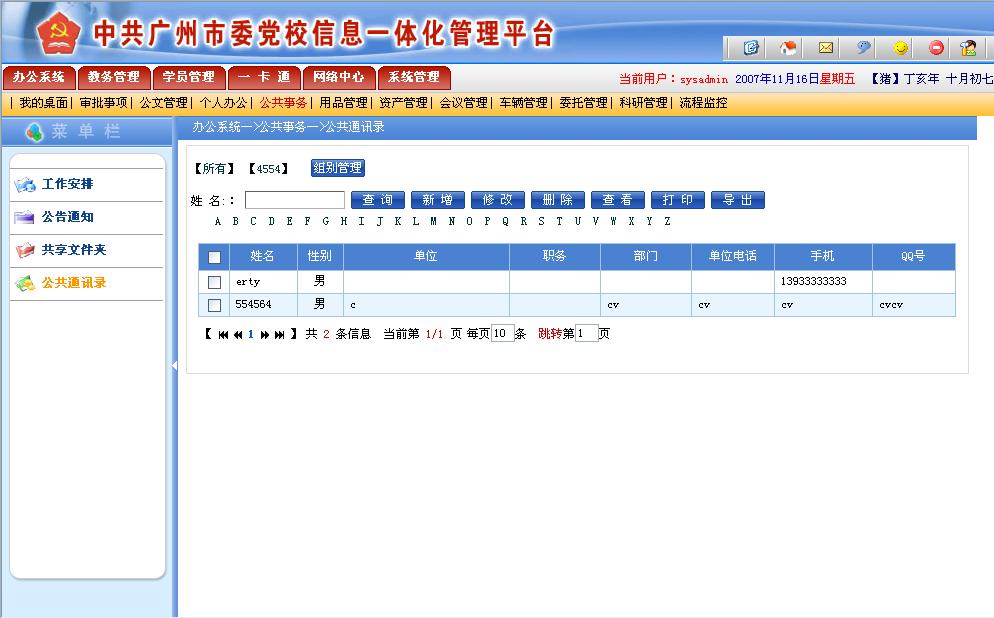 中共广州市委党校信息一体化管理平台
办公系统 教务管理 学员管理 一 卡 通 网络中心 系统管理 当前用户：sysadmin 2007年11月16日星期五 【猪】丁亥年 十月初七
| 我的桌面| 审批事项| 公文管理| 个人办公| 公共事务| 用品管理| 资产管理| 会议管理| 车辆管理| 委托管理| 科研管理| 流程监控
菜 单 栏
办公系统—>公共事务—>公共通讯录
工作安排
公告通知
共享文件夹
公共通讯录
【所有】 【4554】 组别管理
姓 名:： 查 询 新 增 修 改 删 除 查 看 打 印 导 出
A B C D E F G H I J K L M N O P Q R S T U V W X Y Z
姓名 性别 单位 职务 部门 单位电话 手机 QQ号
erty 男 13933333333
554564 男 c cv cv cv cvcv
【 1 】共 2 条信息 当前第 1/1 页 每页10条 跳转第1页